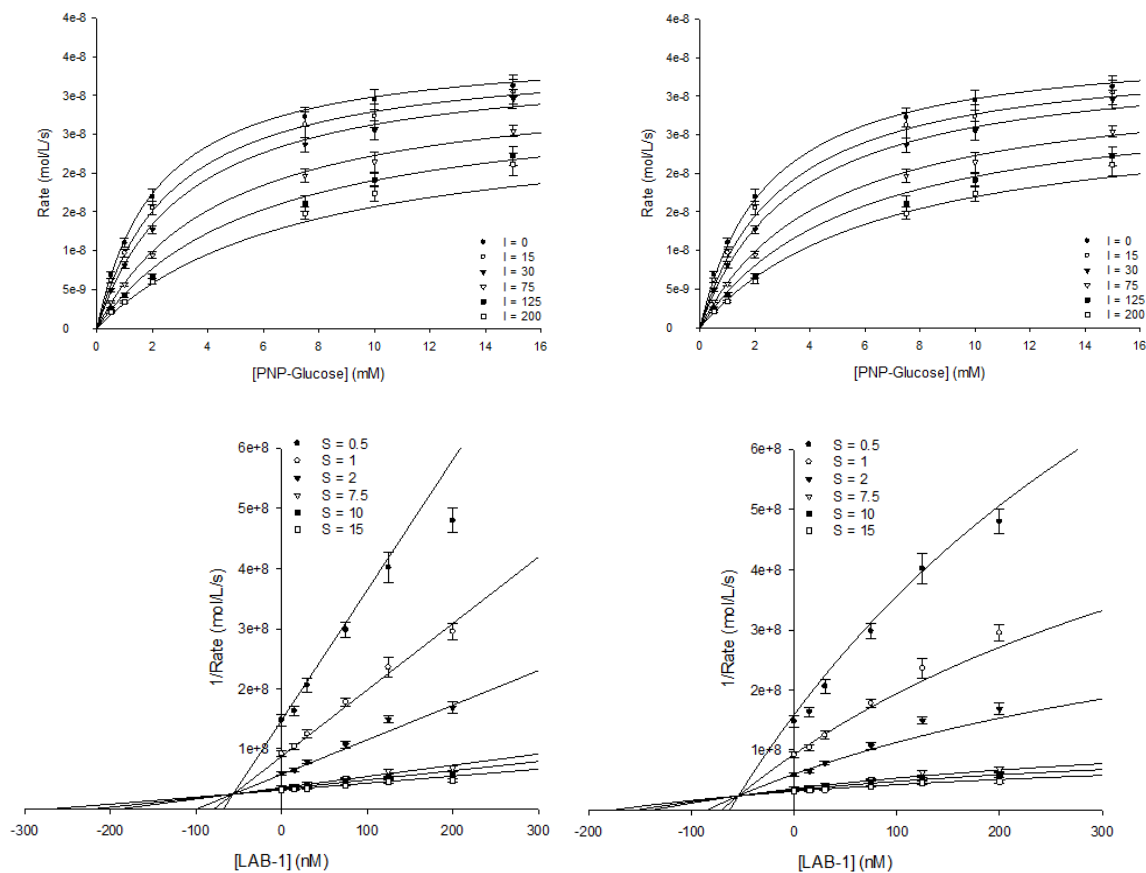 4e-8
4e-8
3e-8
3e-8
2e-8
2e-8
1e-8
5e-9
0
Rate (mol/L/s)
I = 0
I = 15
I = 30
I = 75
I = 125
I = 200
0 2 4 6 8 10 12 14 16
[PNP-Glucose] (mM)
4e-8
4e-8
3e-8
3e-8
2e-8
2e-8
1e-8
5e-9
0
Rate (mol/L/s)
I = 0
I = 15
I = 30
I = 75
I = 125
I = 200
0 2 4 6 8 10 12 14 16
[PNP-Glucose] (mM)
6e+8
5e+8
4e+8
3e+8
2e+8
1e+8
1/Rate (mol/L/s)
S = 0.5
S = 1
S = 2
S = 7.5
S = 10
S = 15
-300 -200 -100 0 100 200 300
[LAB-1] (nM)
6e+8
5e+8
4e+8
3e+8
2e+8
1e+8
1/Rate (mol/L/s)
S = 0.5
S = 1
S = 2
S = 7.5
S = 10
S = 15
-200 -100 0 100 200 300
[LAB-1] (nM)